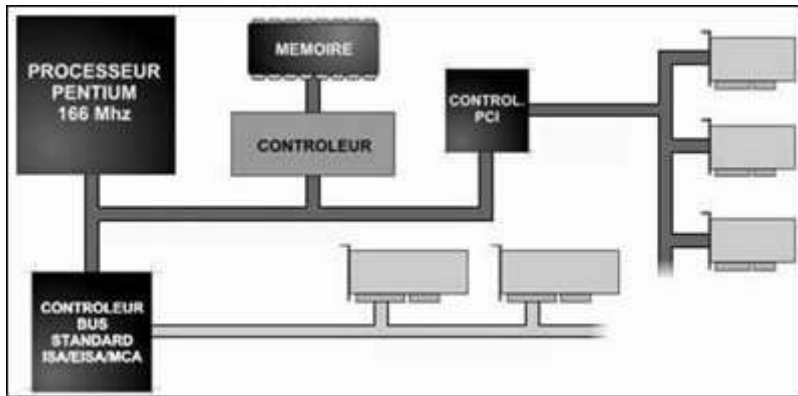 PROCESSEUR
PENTIUM
166 Mhz
MEMOIRE
CONTROLEUR
CONTROL.
PCI
CONTROLEUR
BUS
STANDARD
ISA/EISA/MCA